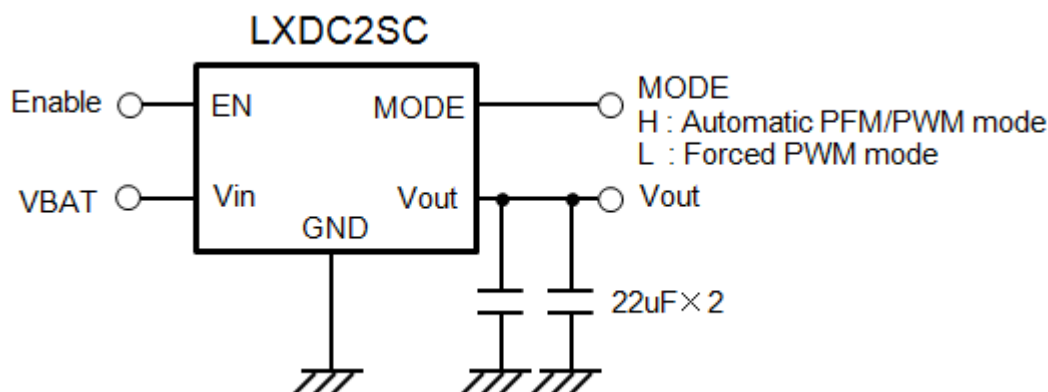 LXDC2SC
Enable
EN
MODE
MODE
H : Automatic PFM/PWM mode
L : Forced PWM mode
VBAT
Vin
Vout
Vout
GND
22uF×2